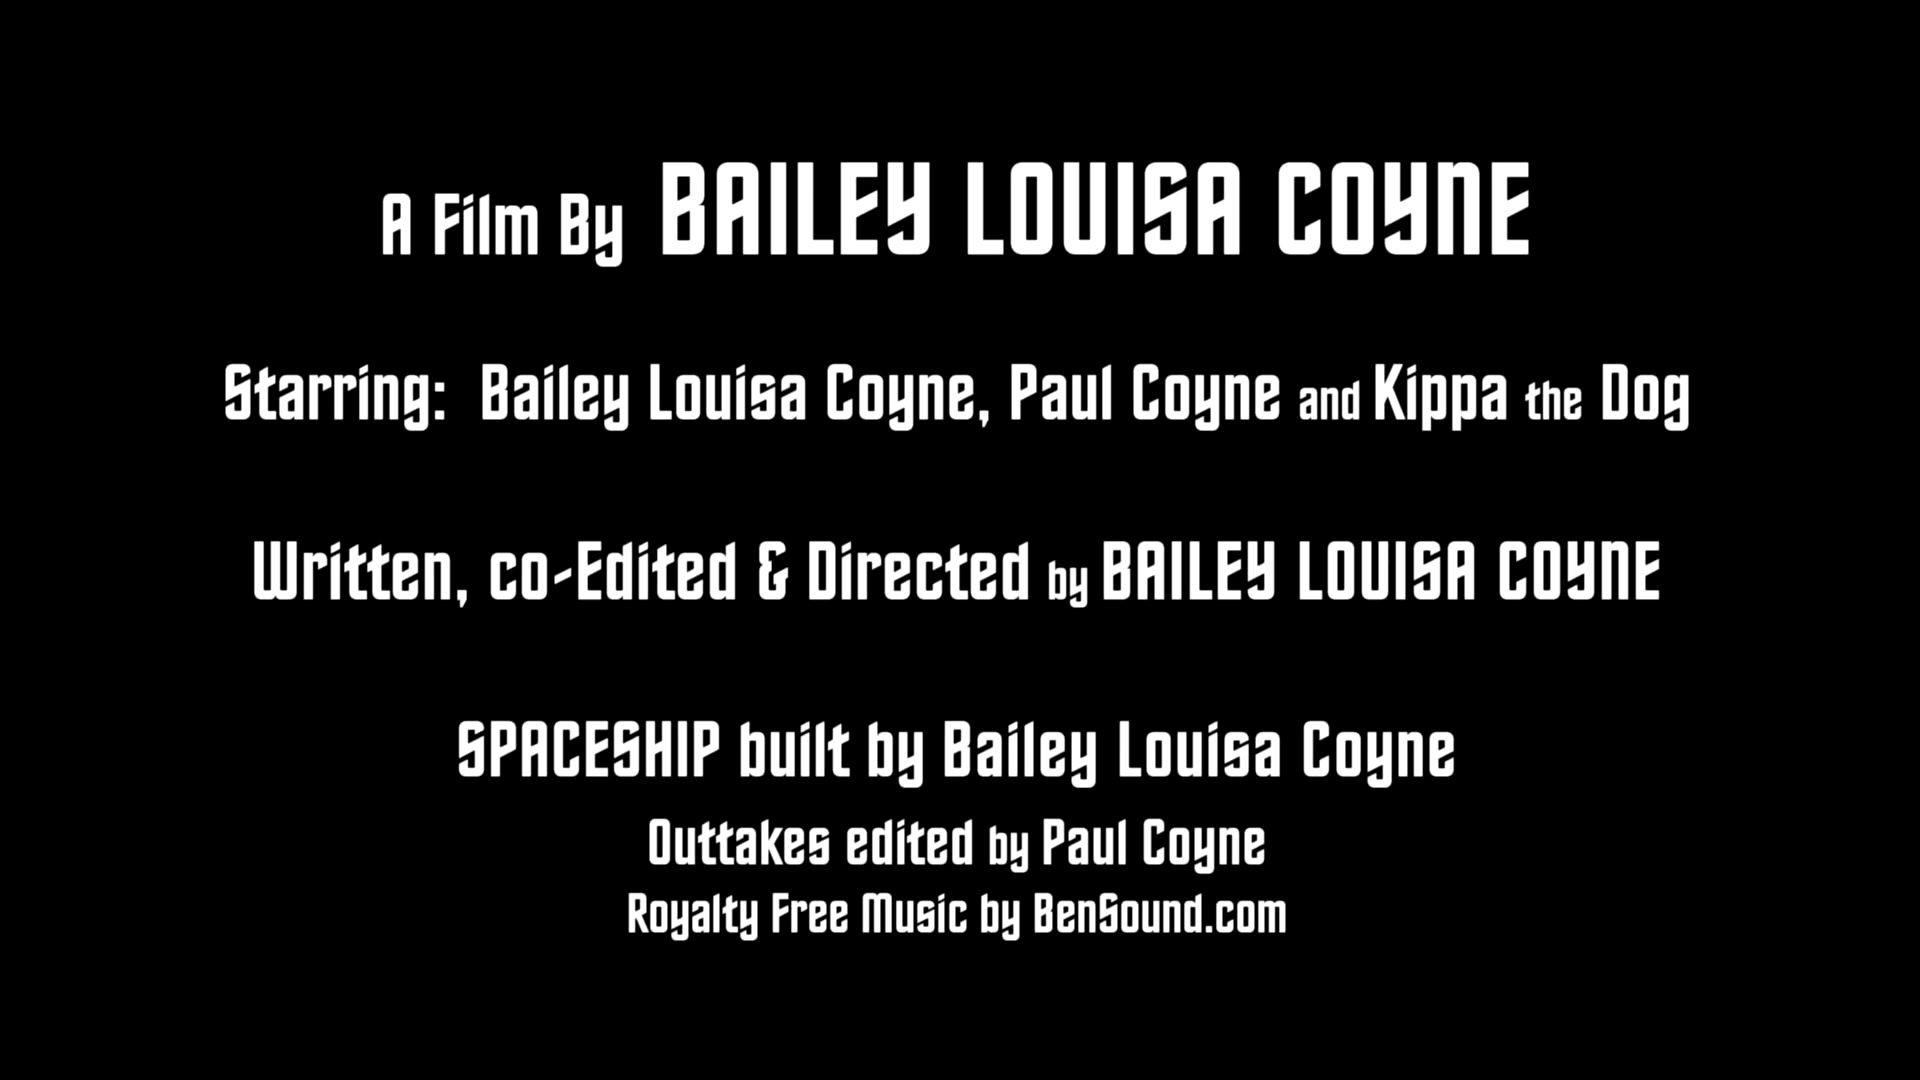 A Film By BAILEY LOUISA COYNE
Starring: Bailey Louisa Coyne, Paul Coyne and Kippa the Dog
Written, co-Edited & Directed by BAILEY LOUISA COYNE
SPACESHIP built by Bailey Louisa Coyne
Outtakes edited by Paul Coyne
Royalty Free Music by BenSound.com